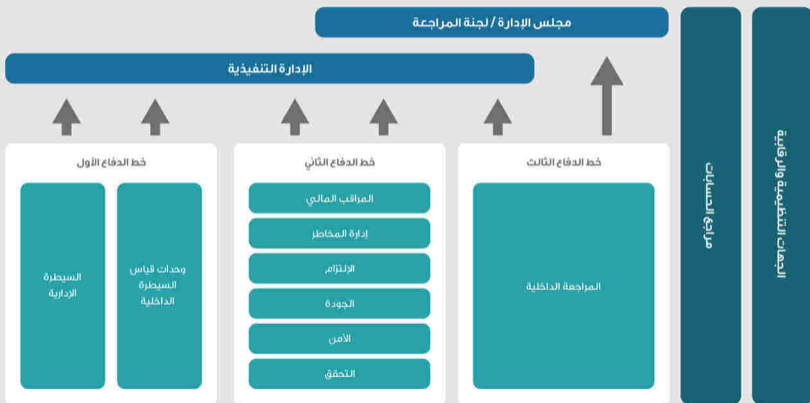 مجلس الإدارة / لجنة المراجعة
الإدارة التنفيذية
الجهات التنظيمية والرقابية
مراجع الحسابات
خط الدفاع الثالث
المراجعة الداخلية
خط الدفاع الثاني
المراقب المالي
إدارة المخاطر
الإلتزام
الجودة
الأمن
التحقق
خط الدفاع الأول
وحدات قياس
السيطرة
الداخلية
السيطرة
الإدارية